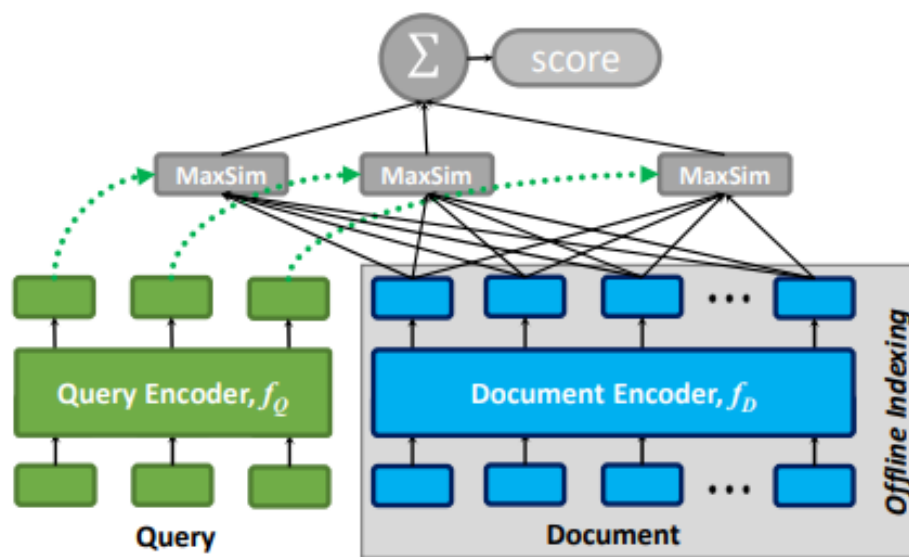 Σ
score
MaxSim
MaxSim
MaxSim
Query Encoder, f_Q
Document Encoder, f_D
Offline Indexing
Query
Document